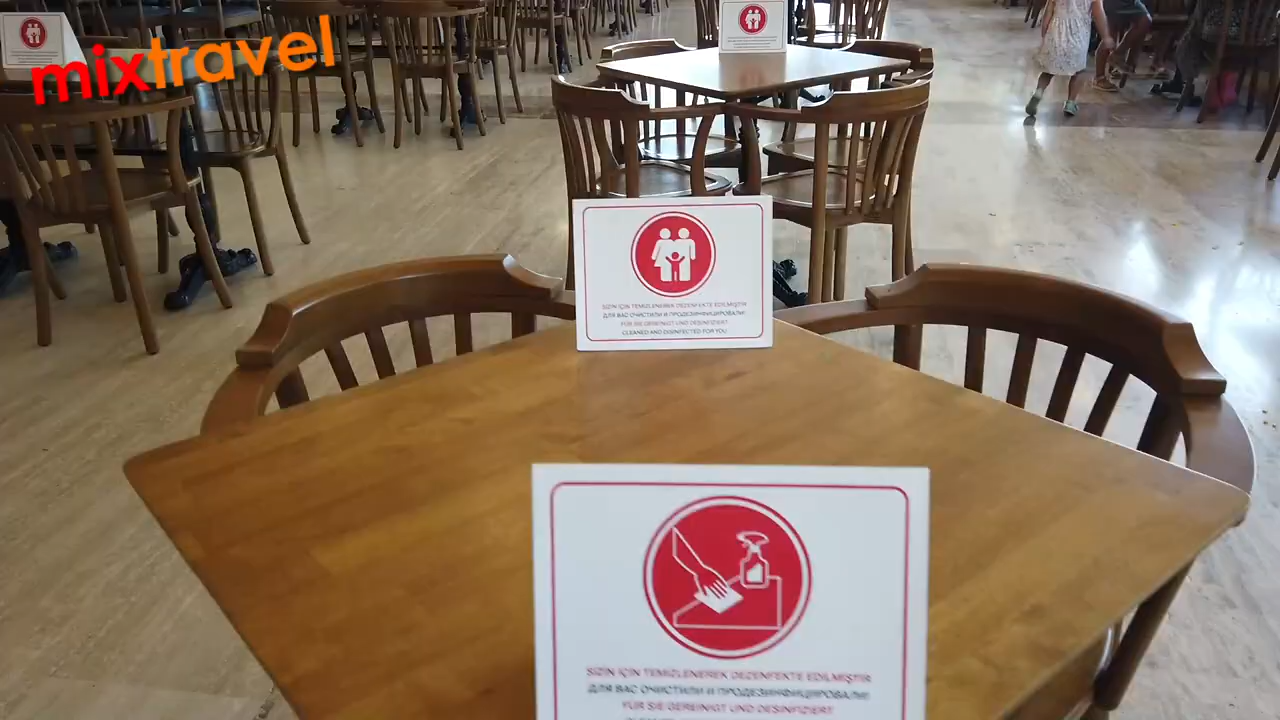 mixtravel
SİZİN İÇİN TEMİZLENEREK DEZENFEKTE EDİLMİŞTİR
ДЛЯ ВАС ОЧИСТИЛИ И ПРОДЕЗИНФИЦИРОВАЛИ!
FÜR SIE GEREINIGT UND DESINFIZIERT
CLEANED AND DISINFECTED FOR YOU
SİZİN İÇİN TEMİZLENEREK DEZENFEKTE EDİLMİŞTİR
ДЛЯ ВАС ОЧИСТИЛИ И ПРОДЕЗИНФИЦИРОВАЛИ!
FÜR SIE GEREINIGT UND DESINFIZIERT